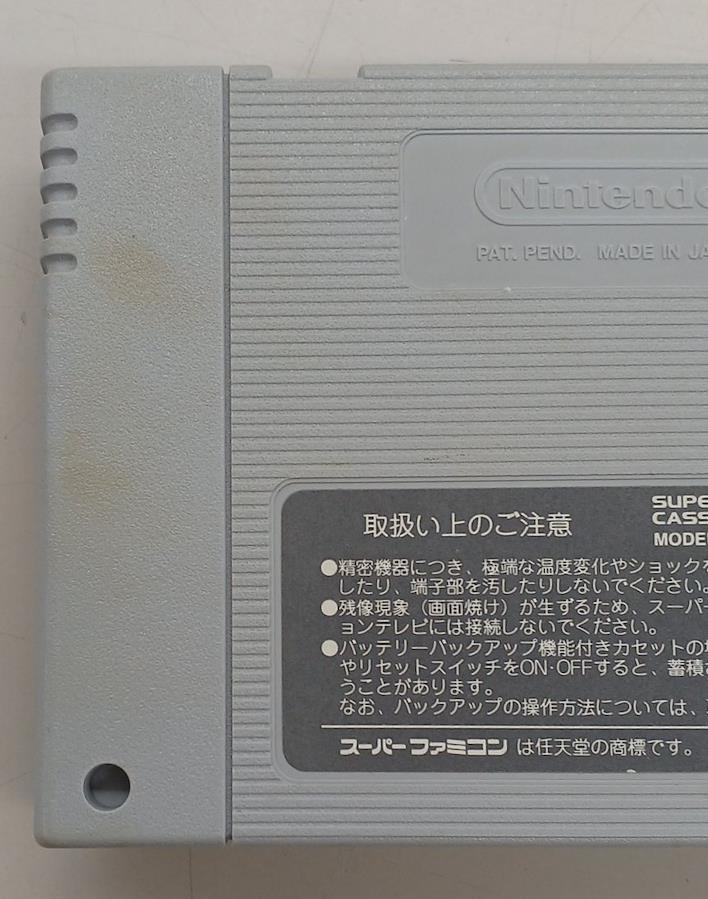 Nintendo
PAT. PEND. MADE IN JA
取扱い上のご注意
SUPE
CASS
MODEL
●精密機器につき、極端な温度変化やショックを
したり、端子部を汚したりしないでください。
●残像現象（画面焼け）が生ずるため、スーパー
ョンテレビには接続しないでください。
●バッテリーバックアップ機能付きカセットの場
やリセットスイッチをON・OFFすると、蓄積さ
うことがあります。
なお、バックアップの操作方法については、
スーパーファミコン は任天堂の商標です。